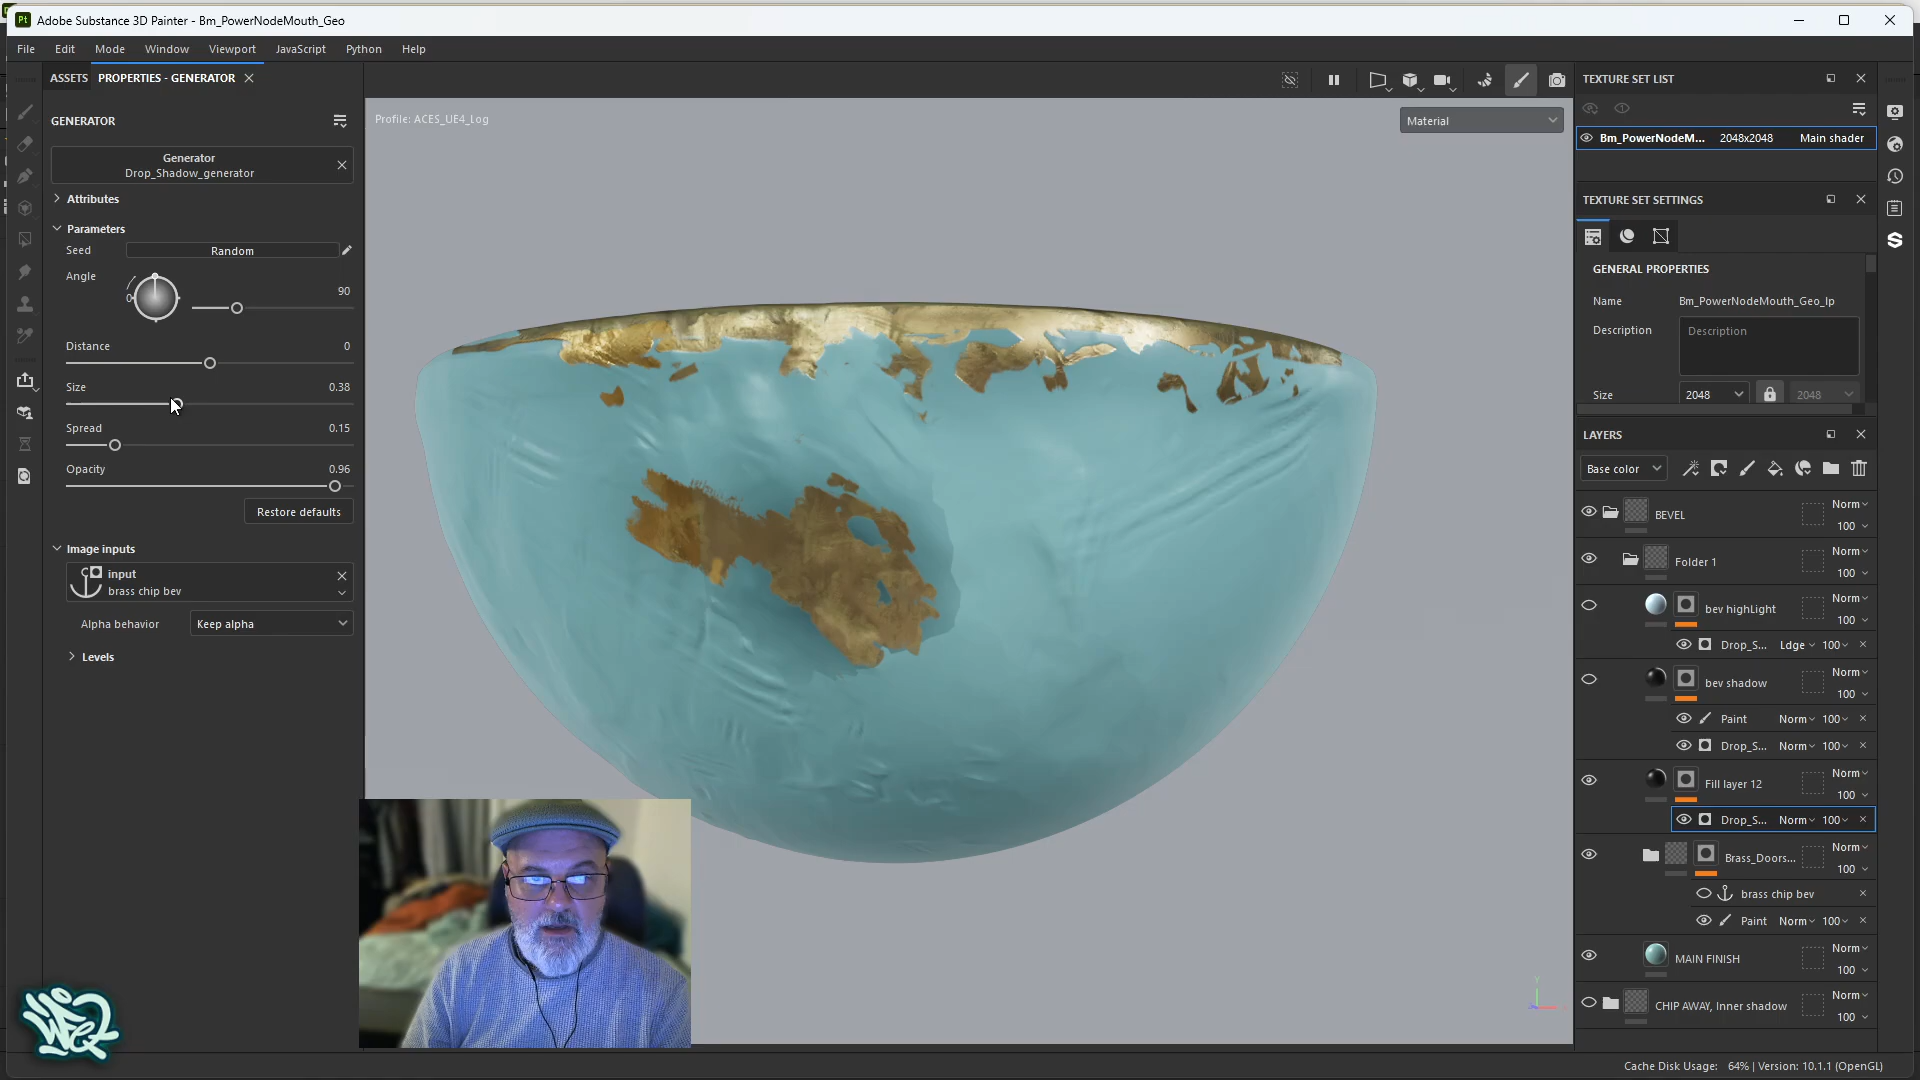 Adobe Substance 3D Painter - Bm_PowerNodeMouth_Geo
File Edit Mode Window Viewport JavaScript Python Help
ASSETS PROPERTIES - GENERATOR
GENERATOR
Generator
Drop_Shadow_generator
Attributes
Parameters
Seed Random
Angle
0
90
Distance 0
Size 0.38
Spread 0.15
Opacity 0.96
Restore defaults
Image inputs
input
brass chip bev
Alpha behavior Keep alpha
Levels
Profile: ACES_UE4_Log
Material
TEXTURE SET LIST
Bm_PowerNodeM... 2048x2048 Main shader
TEXTURE SET SETTINGS
GENERAL PROPERTIES
Name Bm_PowerNodeMouth_Geo_lp
Description Description
Size 2048 2048
LAYERS
Base color
BEVEL Norm 100
Folder 1 Norm 100
bev highLight Norm 100
Drop_S... Ldge 100
bev shadow Norm 100
Paint Norm 100
Drop_S... Norm 100
Fill layer 12 Norm 100
Drop_S... Norm 100
Brass_Doors... Norm 100
brass chip bev
Paint Norm 100
MAIN FINISH Norm 100
CHIP AWAY, Inner shadow Norm 100
Cache Disk Usage: 64% | Version: 10.1.1 (OpenGL)